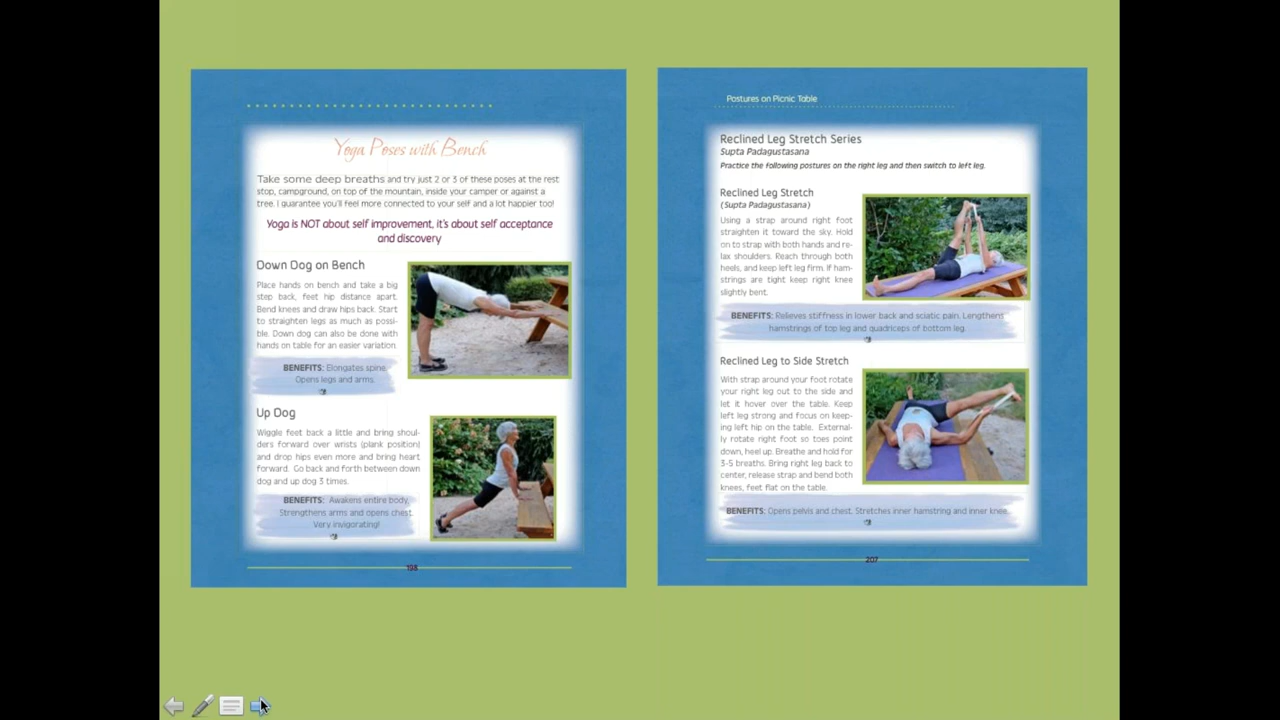 Yoga Poses with Bench
Take some deep breaths and try just 2 or 3 of these poses at the rest
stop, campground, on top of the mountain, inside your camper or against a
tree. I guarantee you'll feel more connected to your self and a lot happier too!
Yoga is NOT about self improvement, it's about self acceptance
and discovery
Down Dog on Bench
Place hands on bench and take a big
step back, feet hip distance apart.
Bend knees and draw hips back. Start
to straighten legs as much as possi-
ble. Down dog can also be done with
hands on table for an easier variation.
BENEFITS: Elongates spine.
Opens legs and arms.
Up Dog
Wiggle feet back a little and bring shoul-
ders forward over wrists (plank position)
and drop hips even more and bring heart
forward. Go back and forth between down
dog and up dog 3 times.
BENEFITS: Awakens entire body,
Strengthens arms and opens chest.
Very invigorating!
198
Postures on Picnic Table
Reclined Leg Stretch Series
Supta Padagustasana
Practice the following postures on the right leg and then switch to left leg.
Reclined Leg Stretch
(Supta Padagustasana)
Using a strap around right foot
straighten it toward the sky. Hold
on to strap with both hands and re-
lax shoulders. Reach through both
heels, and keep left leg firm. If ham-
strings are tight keep right knee
slightly bent.
BENEFITS: Relieves stiffness in lower back and sciatic pain. Lengthens
hamstrings of top leg and quadriceps of bottom leg.
Reclined Leg to Side Stretch
With strap around your foot rotate
your right leg out to the side and
let it hover over the table. Keep
left leg strong and focus on keep-
ing left hip on the table. External-
ly rotate right foot so toes point
down, heel up. Breathe and hold for
3-5 breaths. Bring right leg back to
center, release strap and bend both
knees, feet flat on the table.
BENEFITS: Opens pelvis and chest. Stretches inner hamstring and inner knee.
207